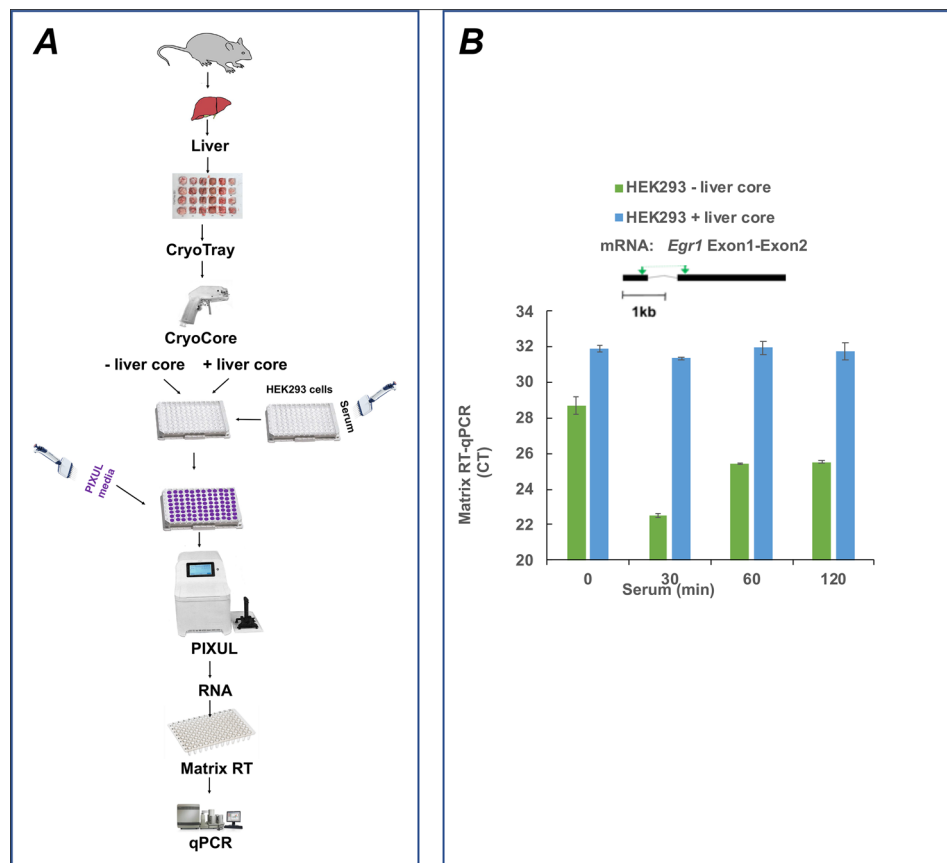 A
Liver
CryoTray
CryoCore
- liver core + liver core
HEK293 cells
Serum
PIXUL
media
PIXUL
RNA
Matrix RT
qPCR
B
HEK293 - liver core
HEK293 + liver core
mRNA: Egr1 Exon1-Exon2
1kb
Matrix RT-qPCR
(CT)
34
32
30
28
26
24
22
20
0 30 60 120
Serum (min)